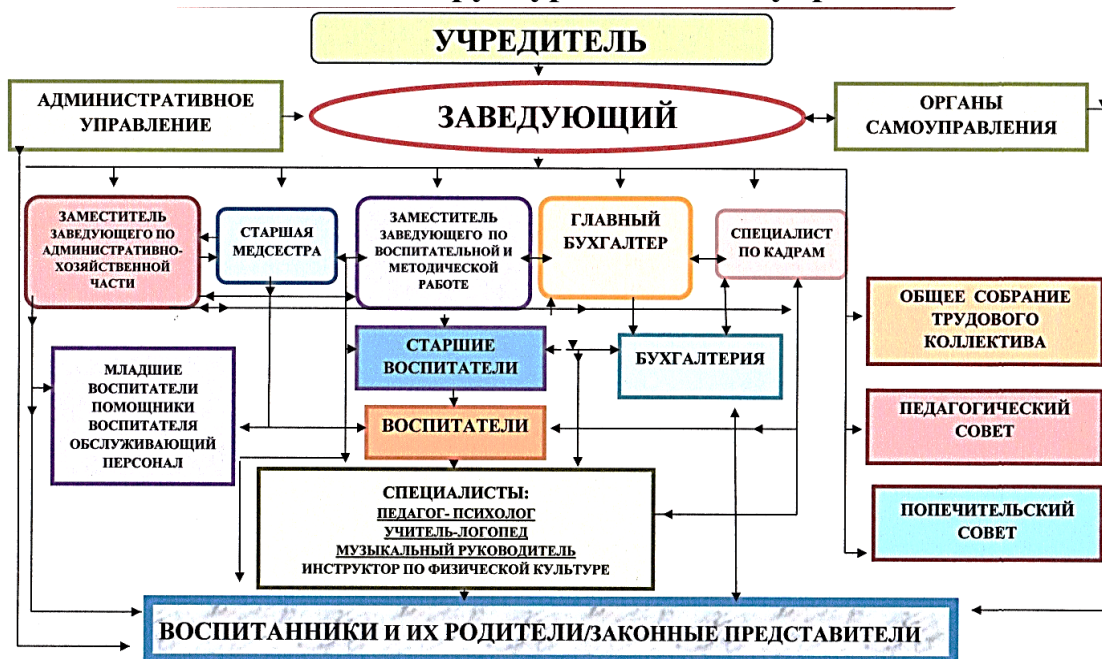 УЧРЕДИТЕЛЬ
АДМИНИСТРАТИВНОЕ
УПРАВЛЕНИЕ
ЗАВЕДУЮЩИЙ
ОРГАНЫ
САМОУПРАВЛЕНИЯ
ЗАМЕСТИТЕЛЬ
ЗАВЕДУЮЩЕГО ПО
АДМИНИСТРАТИВНО-
ХОЗЯЙСТВЕННОЙ
ЧАСТИ
СТАРШАЯ
МЕДСЕСТРА
ЗАМЕСТИТЕЛЬ
ЗАВЕДУЮЩЕГО ПО
ВОСПИТАТЕЛЬНОЙ И
МЕТОДИЧЕСКОЙ
РАБОТЕ
ГЛАВНЫЙ
БУХГАЛТЕР
СПЕЦИАЛИСТ
ПО КАДРАМ
ОБЩЕЕ СОБРАНИЕ
ТРУДОВОГО
КОЛЛЕКТИВА
СТАРШИЕ
ВОСПИТАТЕЛИ
БУХГАЛТЕРИЯ
МЛАДШИЕ
ВОСПИТАТЕЛИ
ПОМОЩНИКИ
ВОСПИТАТЕЛЯ
ОБСЛУЖИВАЮЩИЙ
ПЕРСОНАЛ
ВОСПИТАТЕЛИ
ПЕДАГОГИЧЕСКИЙ
СОВЕТ
СПЕЦИАЛИСТЫ:
ПЕДАГОГ- ПСИХОЛОГ
УЧИТЕЛЬ-ЛОГОПЕД
МУЗЫКАЛЬНЫЙ РУКОВОДИТЕЛЬ
ИНСТРУКТОР ПО ФИЗИЧЕСКОЙ КУЛЬТУРЕ
ПОПЕЧИТЕЛЬСКИЙ
СОВЕТ
ВОСПИТАННИКИ и ИХ РОДИТЕЛИ/ЗАКОННЫЕ ПРЕДСТАВИТЕЛИ